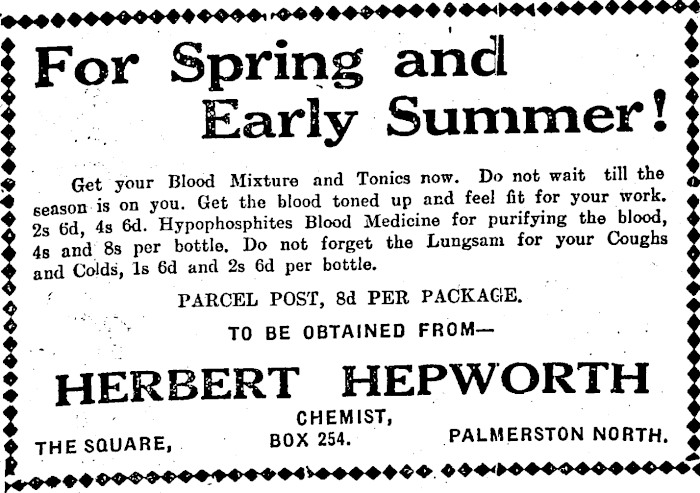 For Spring and
Early Summer!
Get your Blood Mixture and Tonics now. Do not wait till the
season is on you. Get the blood toned up and feel fit for your work.
2s 6d, 4s 6d. Hypophosphites Blood Medicine for purifying the blood,
4s and 8s per bottle. Do not forget the Lungsam for your Coughs
and Colds, 1s 6d and 2s 6d per bottle.
PARCEL POST, 8d PER PACKAGE.
TO BE OBTAINED FROM—
HERBERT HEPWORTH
CHEMIST,
THE SQUARE, BOX 254. PALMERSTON NORTH.